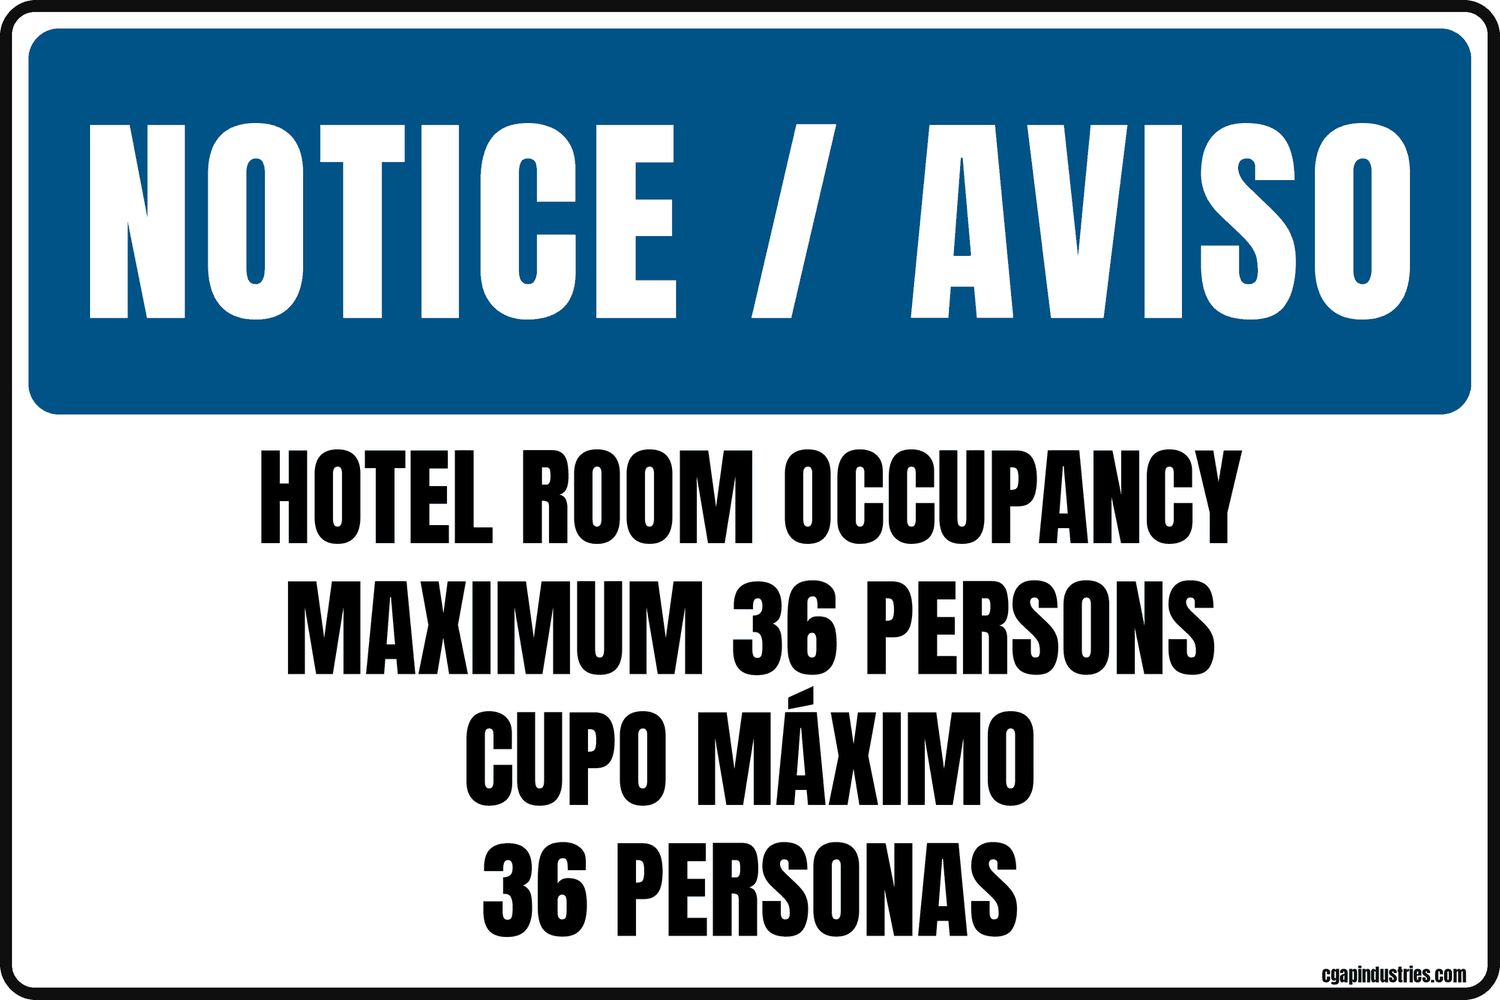 NOTICE / AVISO
HOTEL ROOM OCCUPANCY
MAXIMUM 36 PERSONS
CUPO MÁXIMO
36 PERSONAS
cgapindustries.com